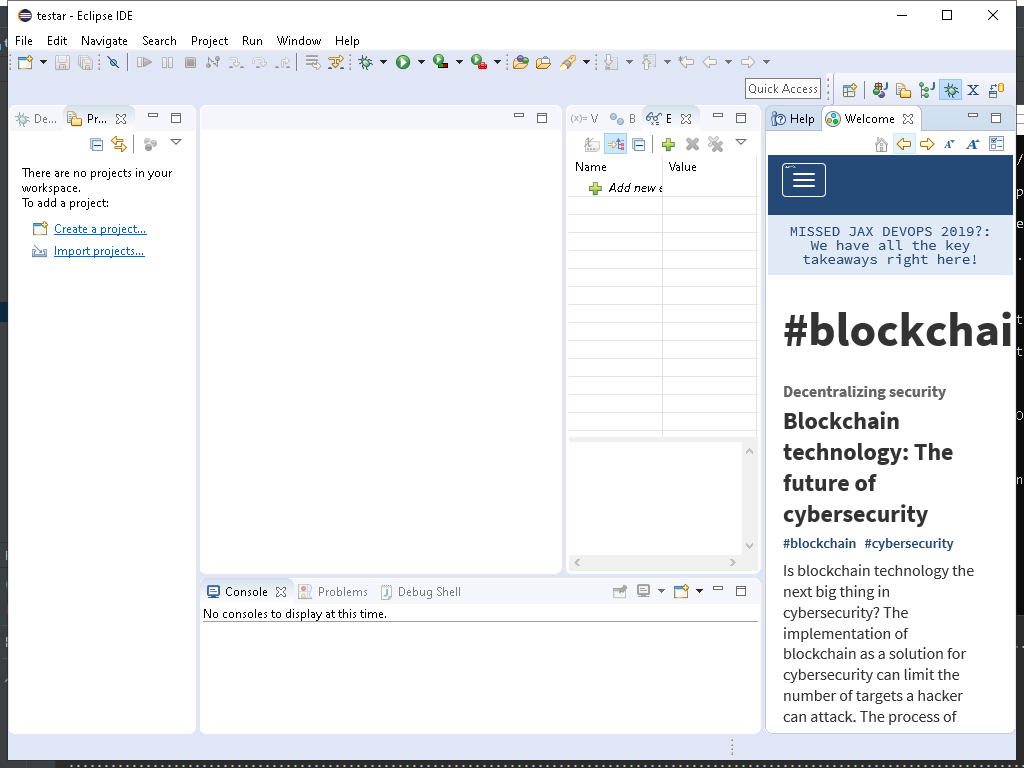 testar - Eclipse IDE
File Edit Navigate Search Project Run Window Help
Quick Access
De...
Pr...
There are no projects in your
workspace.
To add a project:
Create a project...
Import projects...
(x)= V
B
E
Name Value
Add new e
Help
Welcome
MISSED JAX DEVOPS 2019?:
We have all the key
takeaways right here!
#blockchai
Decentralizing security
Blockchain
technology: The
future of
cybersecurity
#blockchain #cybersecurity
Is blockchain technology the
next big thing in
cybersecurity? The
implementation of
blockchain as a solution for
cybersecurity can limit the
number of targets a hacker
can attack. The process of
Console
Problems
Debug Shell
No consoles to display at this time.